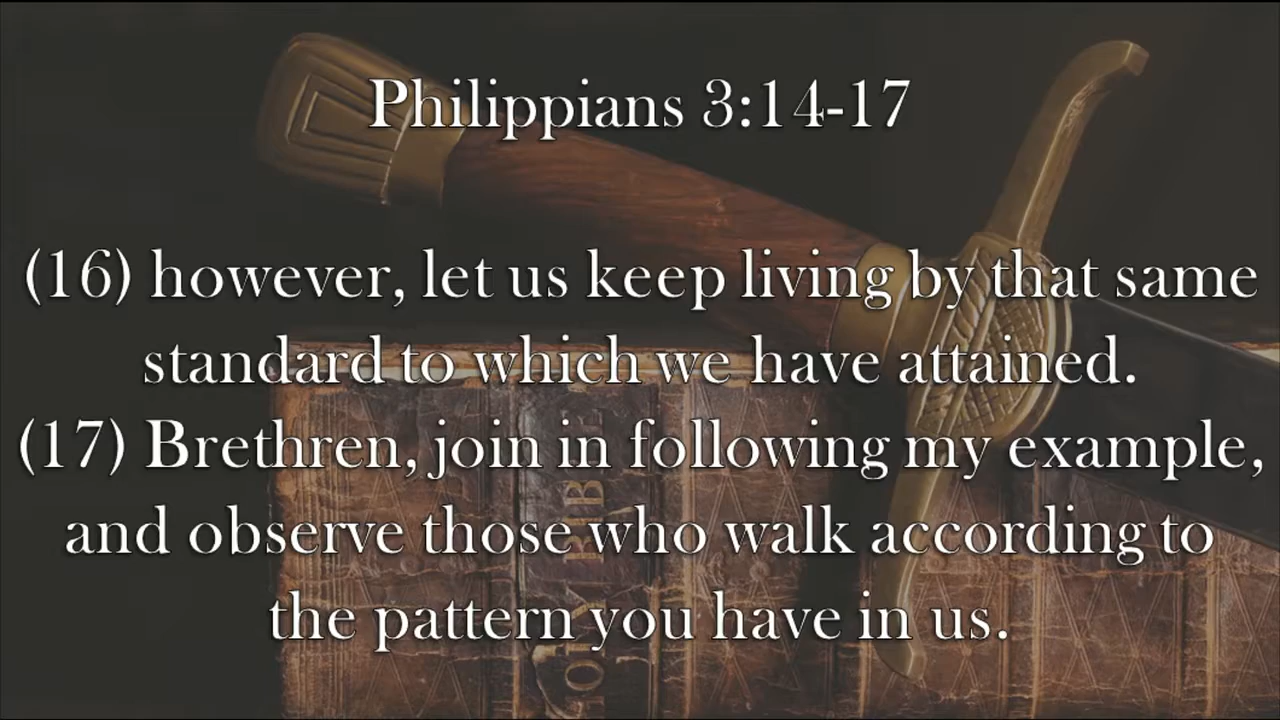 Philippians 3:14-17
(16) however, let us keep living by that same
standard to which we have attained.
(17) Brethren, join in following my example,
and observe those who walk according to
the pattern you have in us.
HOLY BIBLE